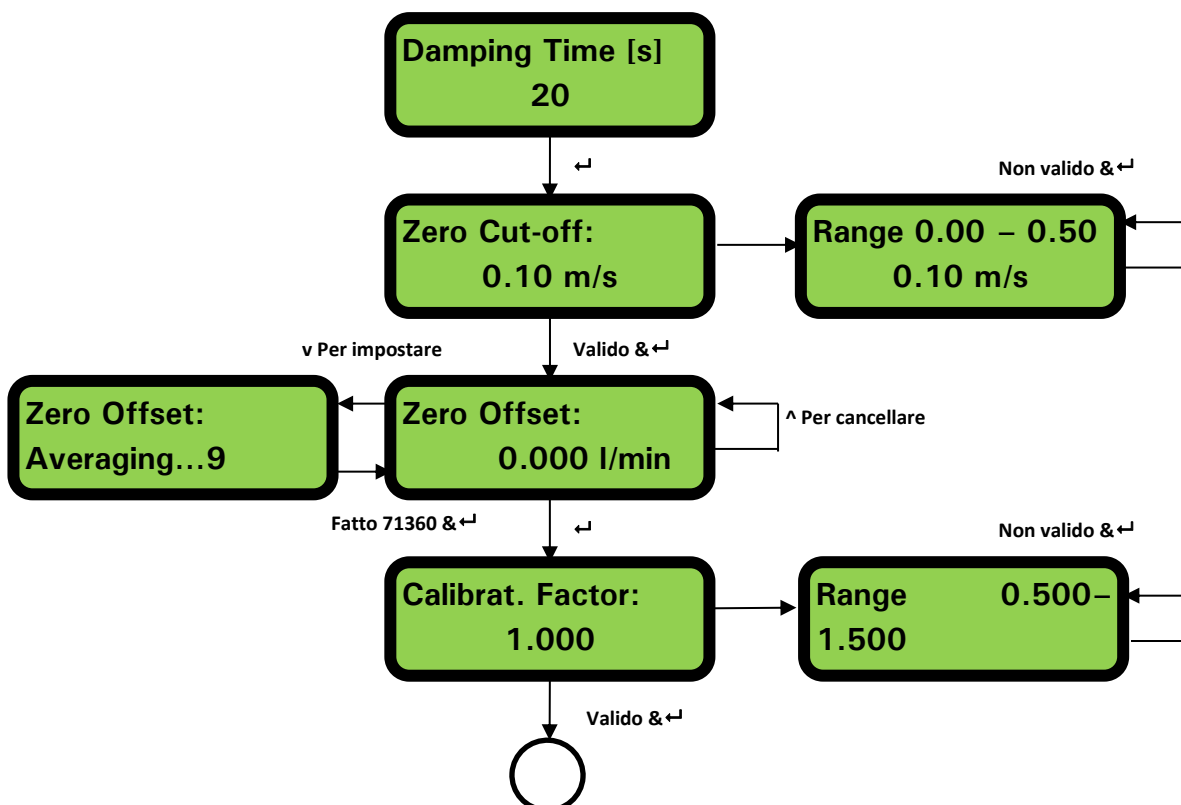 Damping Time [s]
20
↵
Non valido &↵
Zero Cut-off:
0.10 m/s
Range 0.00 – 0.50
0.10 m/s
v Per impostare
Valido &↵
Zero Offset:
Averaging...9
Zero Offset:
0.000 l/min
^ Per cancellare
Fatto 71360 &↵
↵
Non valido &↵
Calibrat. Factor:
1.000
Range 0.500–
1.500
Valido &↵